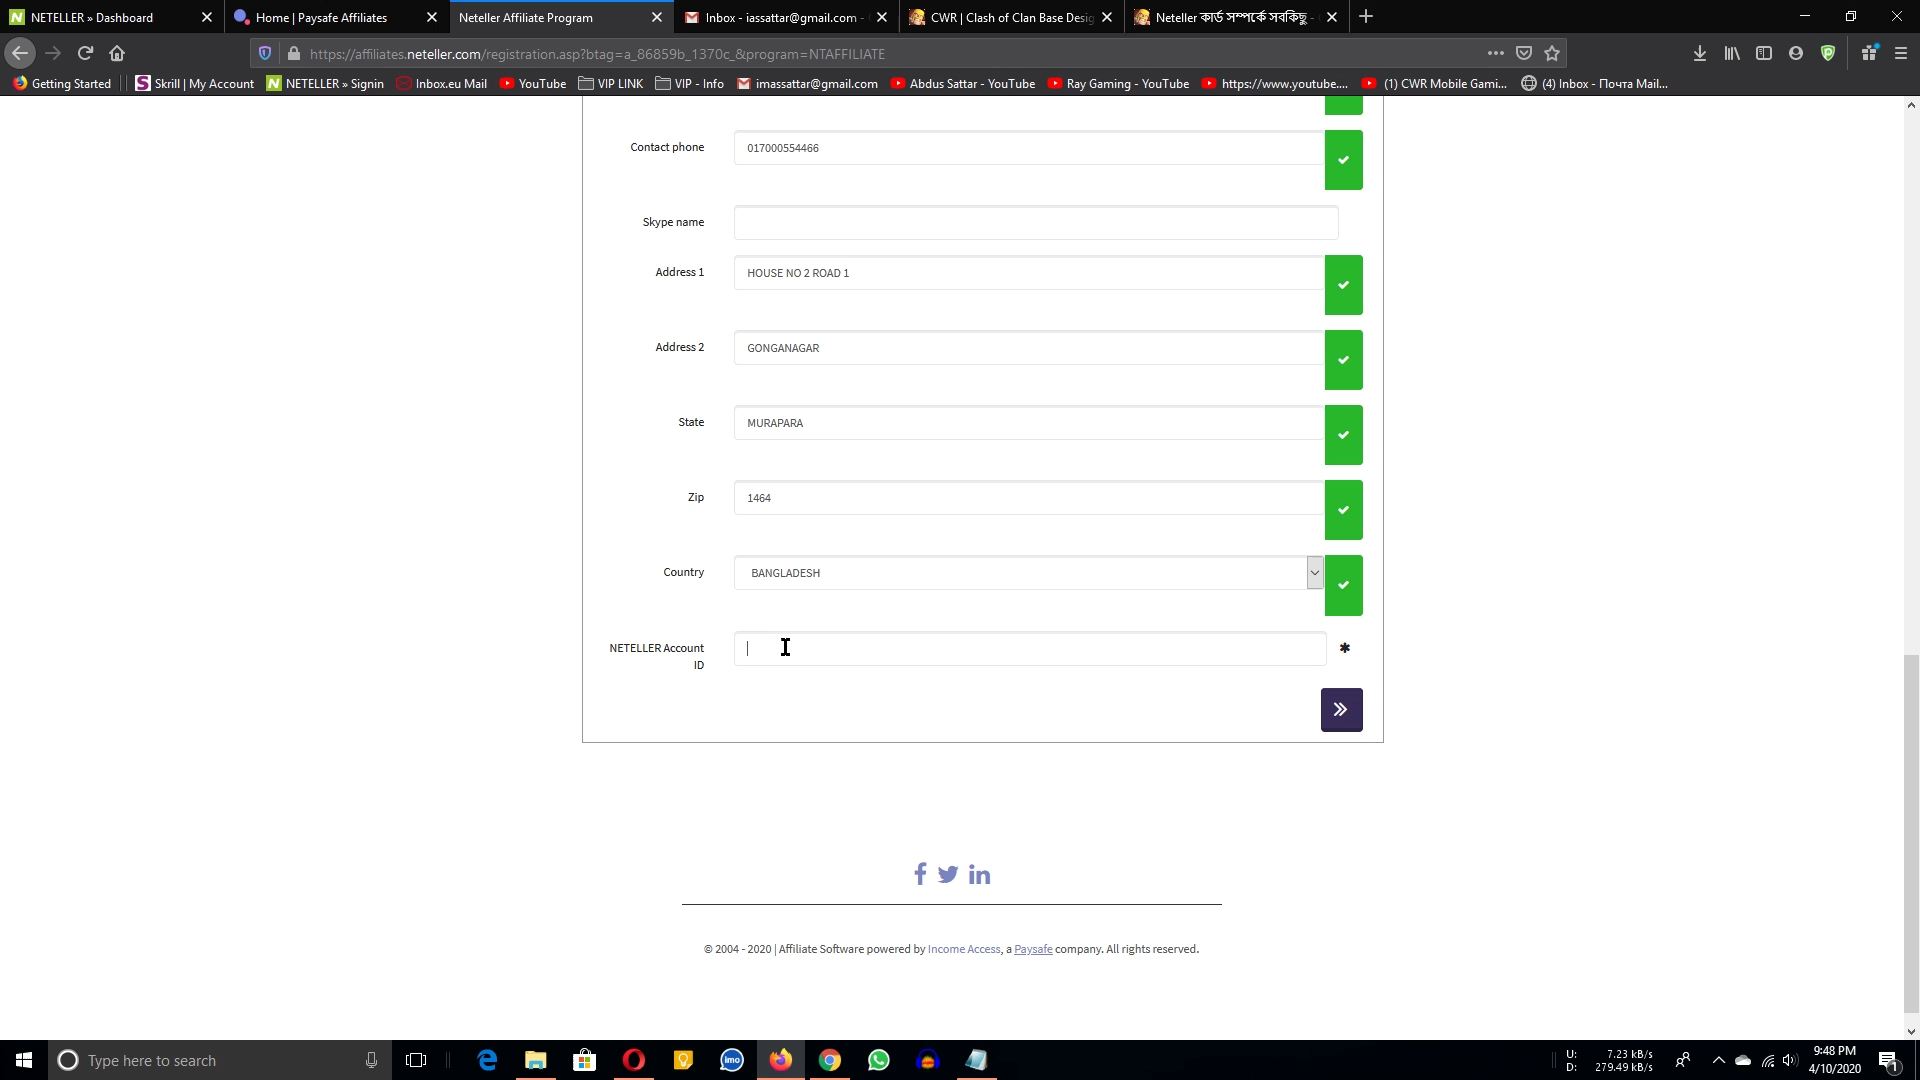 NETELLER » Dashboard
Home | Paysafe Affiliates
Neteller Affiliate Program
Inbox - iassattar@gmail.com -
CWR | Clash of Clan Base Desig
Neteller কার্ড সম্পর্কে সবকিছু -
https://affiliates.neteller.com/registration.asp?btag=a_86859b_1370c_&program=NTAFFILIATE
Getting Started
Skrill | My Account
NETELLER » Signin
Inbox.eu Mail
YouTube
VIP LINK
VIP - Info
imassattar@gmail.com
Abdus Sattar - YouTube
Ray Gaming - YouTube
https://www.youtube....
(1) CWR Mobile Gami...
(4) Inbox - Почта Mail...
Contact phone
017000554466
Skype name
Address 1
HOUSE NO 2 ROAD 1
Address 2
GONGANAGAR
State
MURAPARA
Zip
1464
Country
BANGLADESH
NETELLER Account
ID
© 2004 - 2020 | Affiliate Software powered by Income Access, a Paysafe company. All rights reserved.
Type here to search
imo
U: 7.23 kB/s
D: 279.49 kB/s
9:48 PM
4/10/2020
1